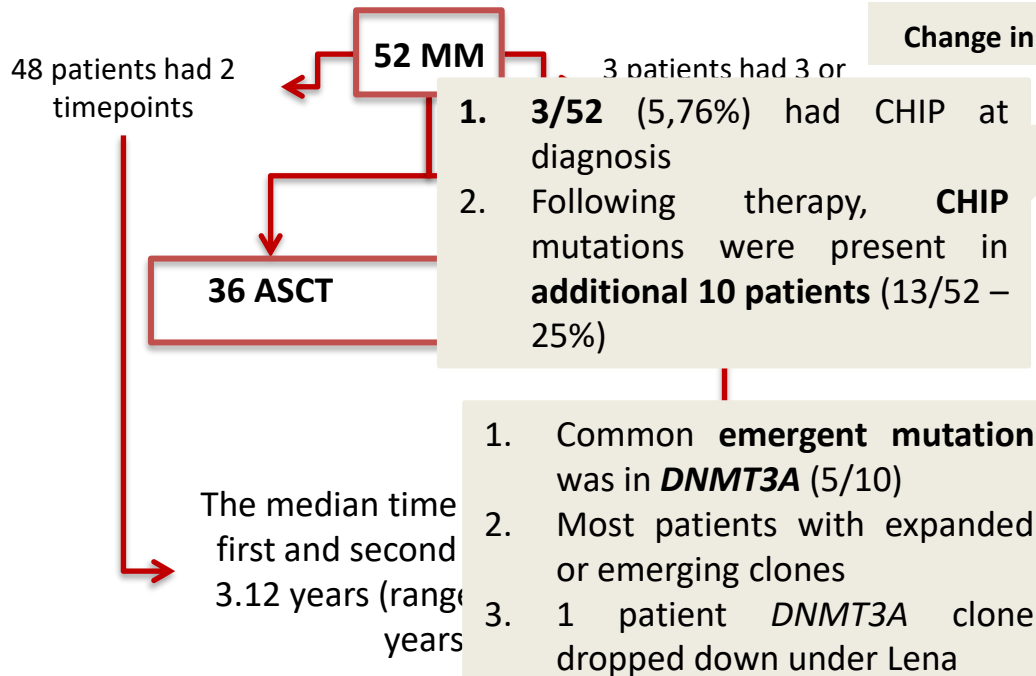 52 MM
Change in
48 patients had 2
timepoints
3 patients had 3 or
1. 3/52 (5,76%) had CHIP at
diagnosis
2. Following therapy, CHIP
mutations were present in
additional 10 patients (13/52 –
25%)
36 ASCT
1. Common emergent mutation
was in DNMT3A (5/10)
2. Most patients with expanded
or emerging clones
3. 1 patient DNMT3A clone
dropped down under Lena
The median time
first and second
3.12 years (range
years